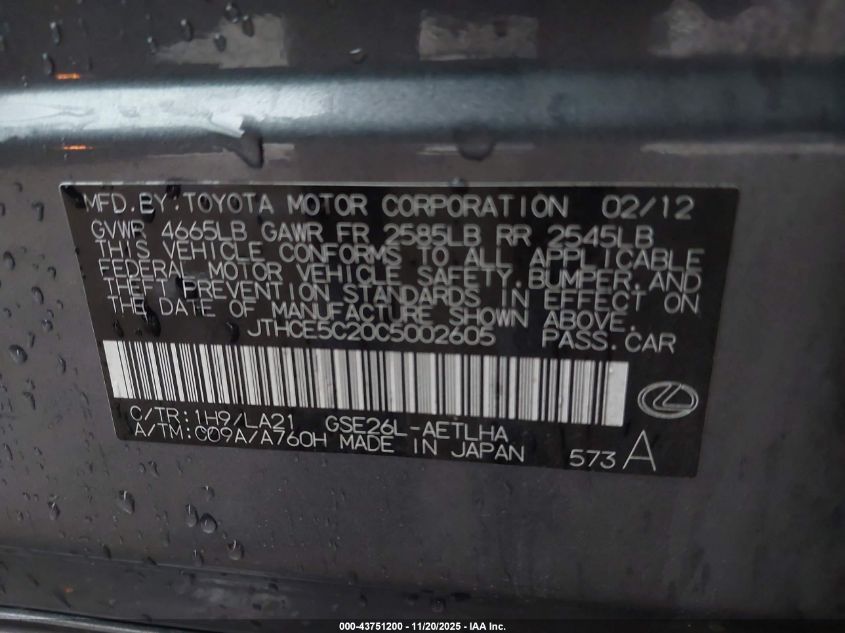 MFD. BY: TOYOTA MOTOR CORPORATION 02/12
GVWR 4665LB GAWR FR 2585LB RR 2545LB
THIS VEHICLE CONFORMS TO ALL APPLICABLE
FEDERAL MOTOR VEHICLE SAFETY, BUMPER, AND
THEFT PREVENTION STANDARDS IN EFFECT ON
THE DATE OF MANUFACTURE SHOWN ABOVE.
JTHCE5C20C5002605 PASS. CAR
C/TR: 1H9/LA21 GSE26L-AETLHA
A/TM: C09A/A760H MADE IN JAPAN 573 A
000-43751200 - 11/20/2025 - IAA Inc.